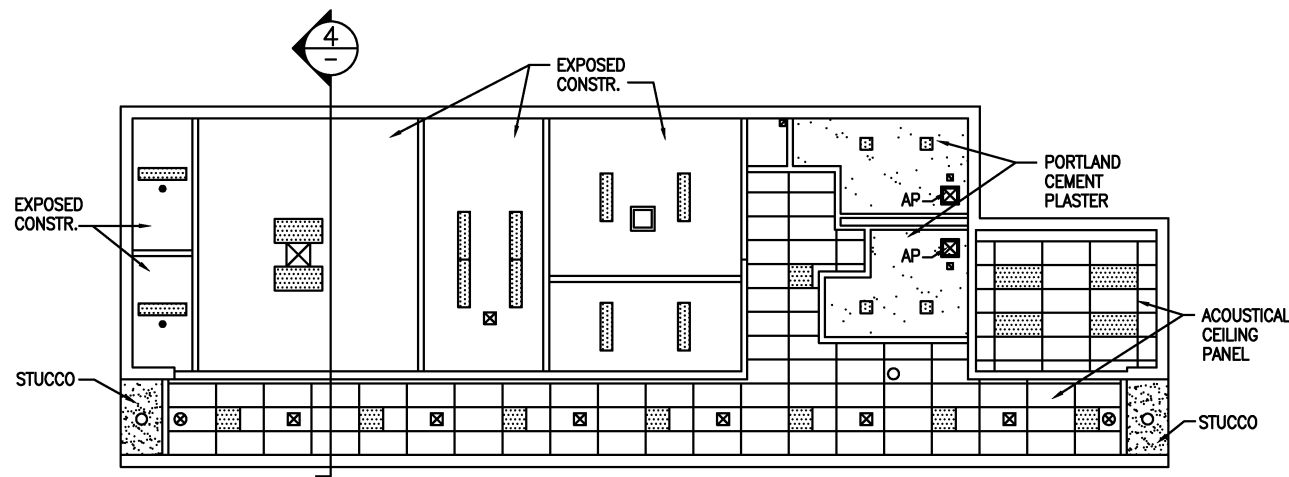 4
-
EXPOSED
CONSTR.
PORTLAND
CEMENT
PLASTER
AP
EXPOSED
CONSTR.
AP
ACOUSTICAL
CEILING
PANEL
STUCCO
STUCCO